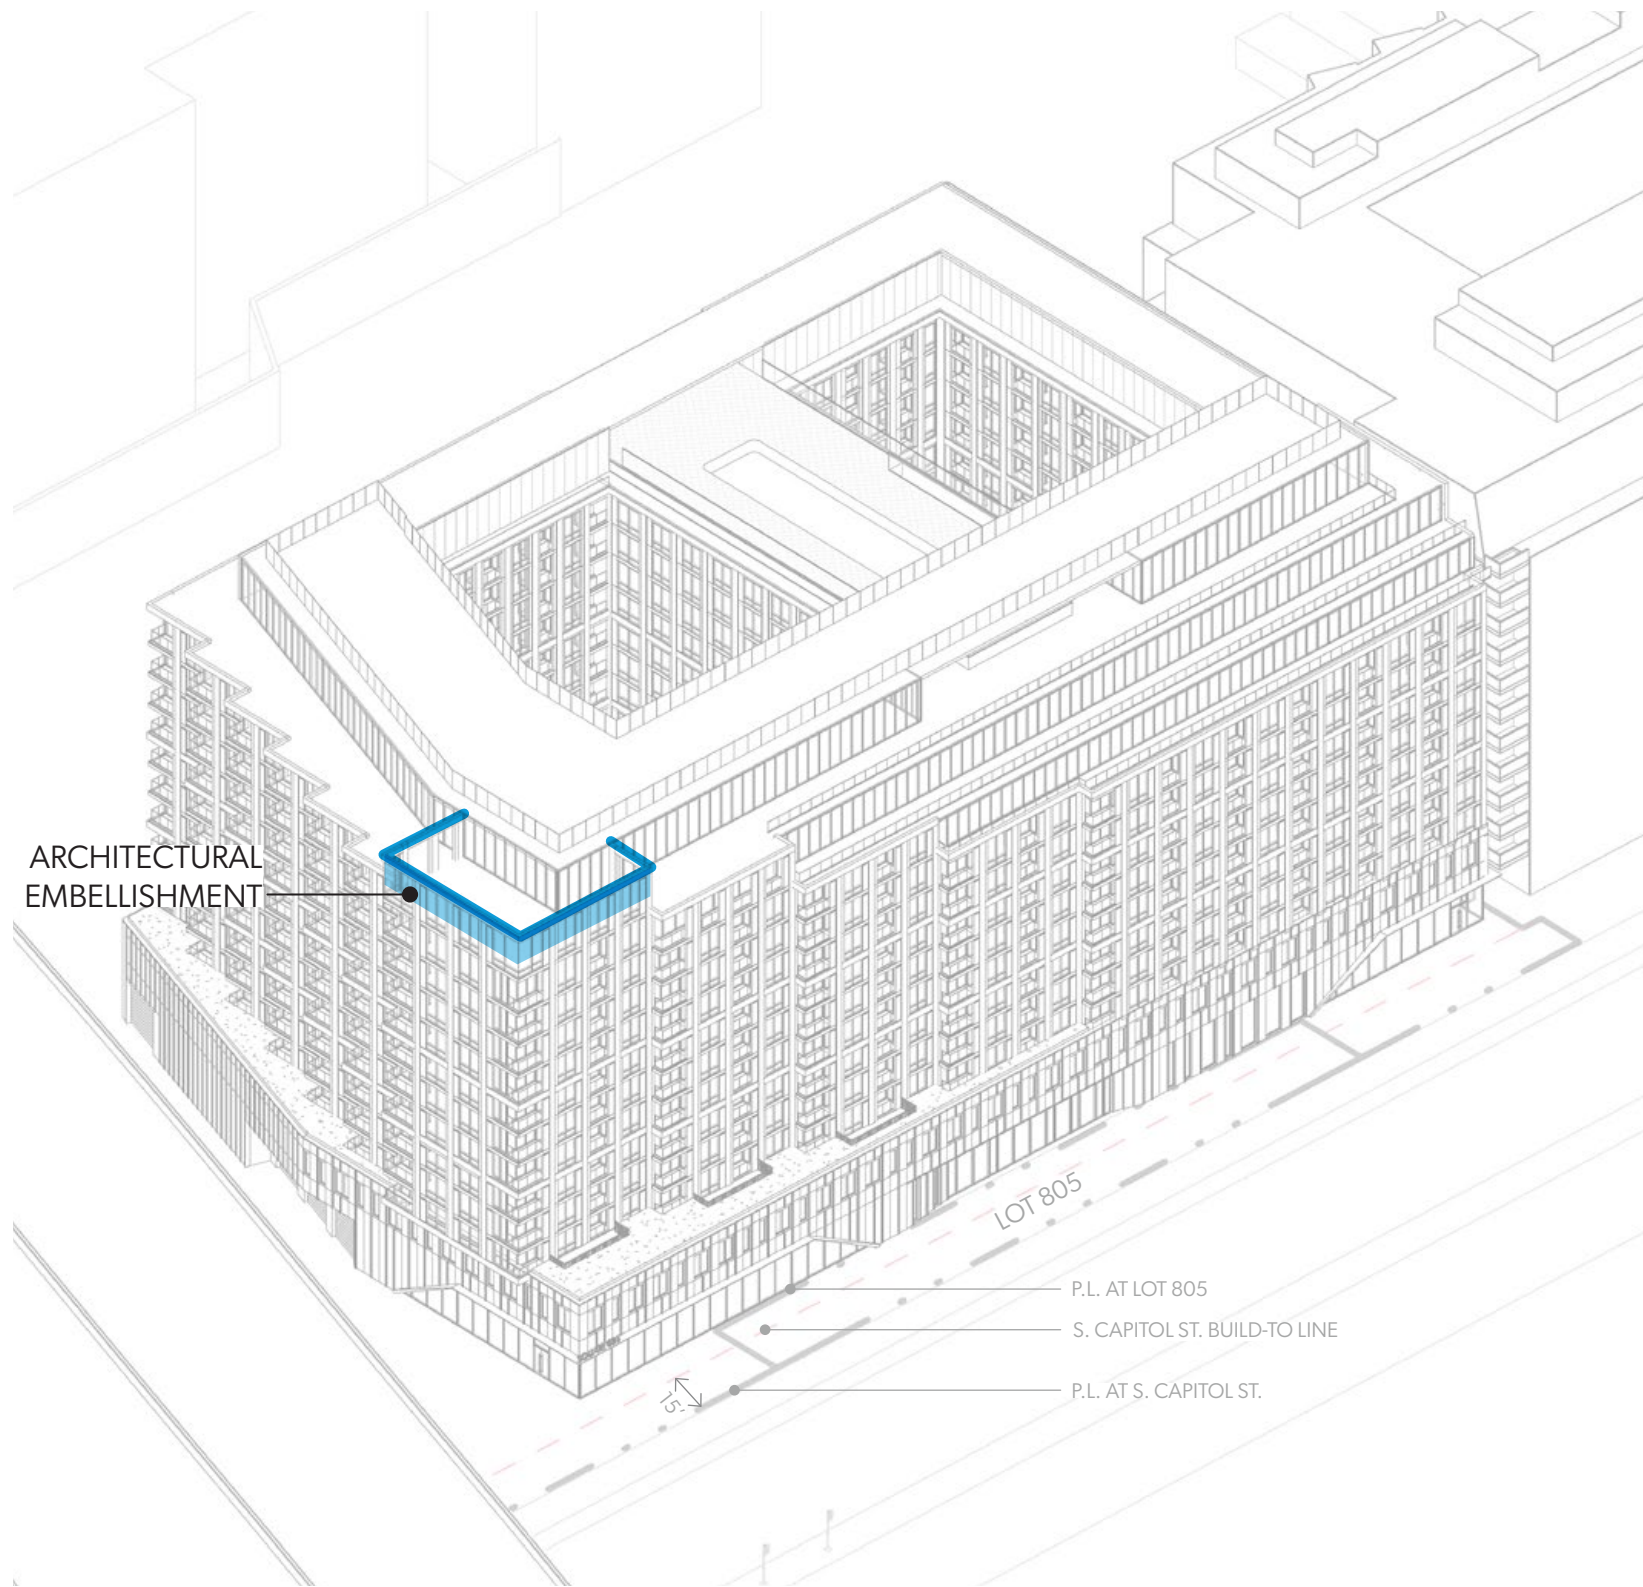 ARCHITECTURAL
EMBELLISHMENT
LOT 805
P.L. AT LOT 805
S. CAPITOL ST. BUILD-TO LINE
P.L. AT S. CAPITOL ST.
15'